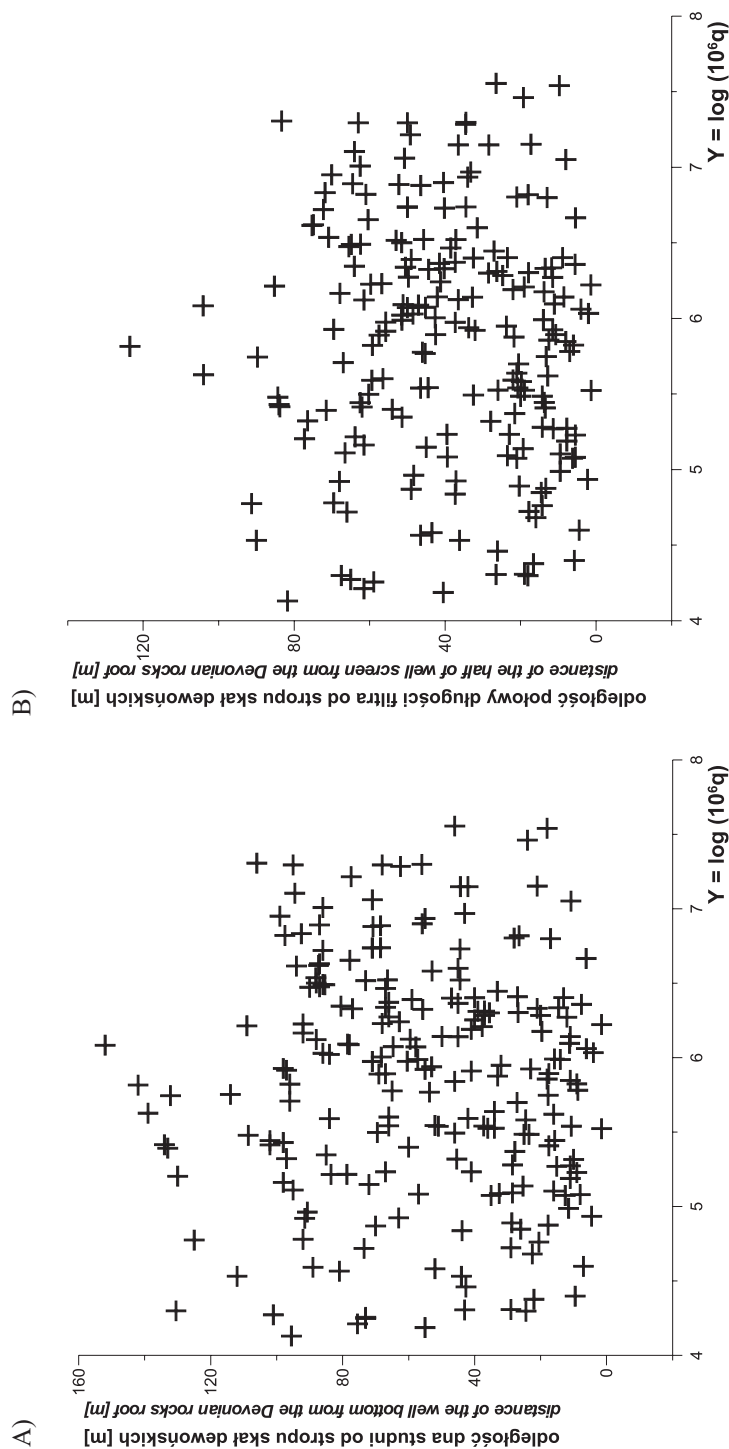 A)
160
120
80
40
0
odległość dna studni od stropu skał dewońskich [m]
distance of the well bottom from the Devonian rocks roof [m]
4
5
6
7
8
Y = log (10⁶q)
B)
120
80
40
0
odległość połowy długości filtra od stropu skał dewońskich [m]
distance of the half of well screen from the Devonian rocks roof [m]
4
5
6
7
8
Y = log (10⁶q)